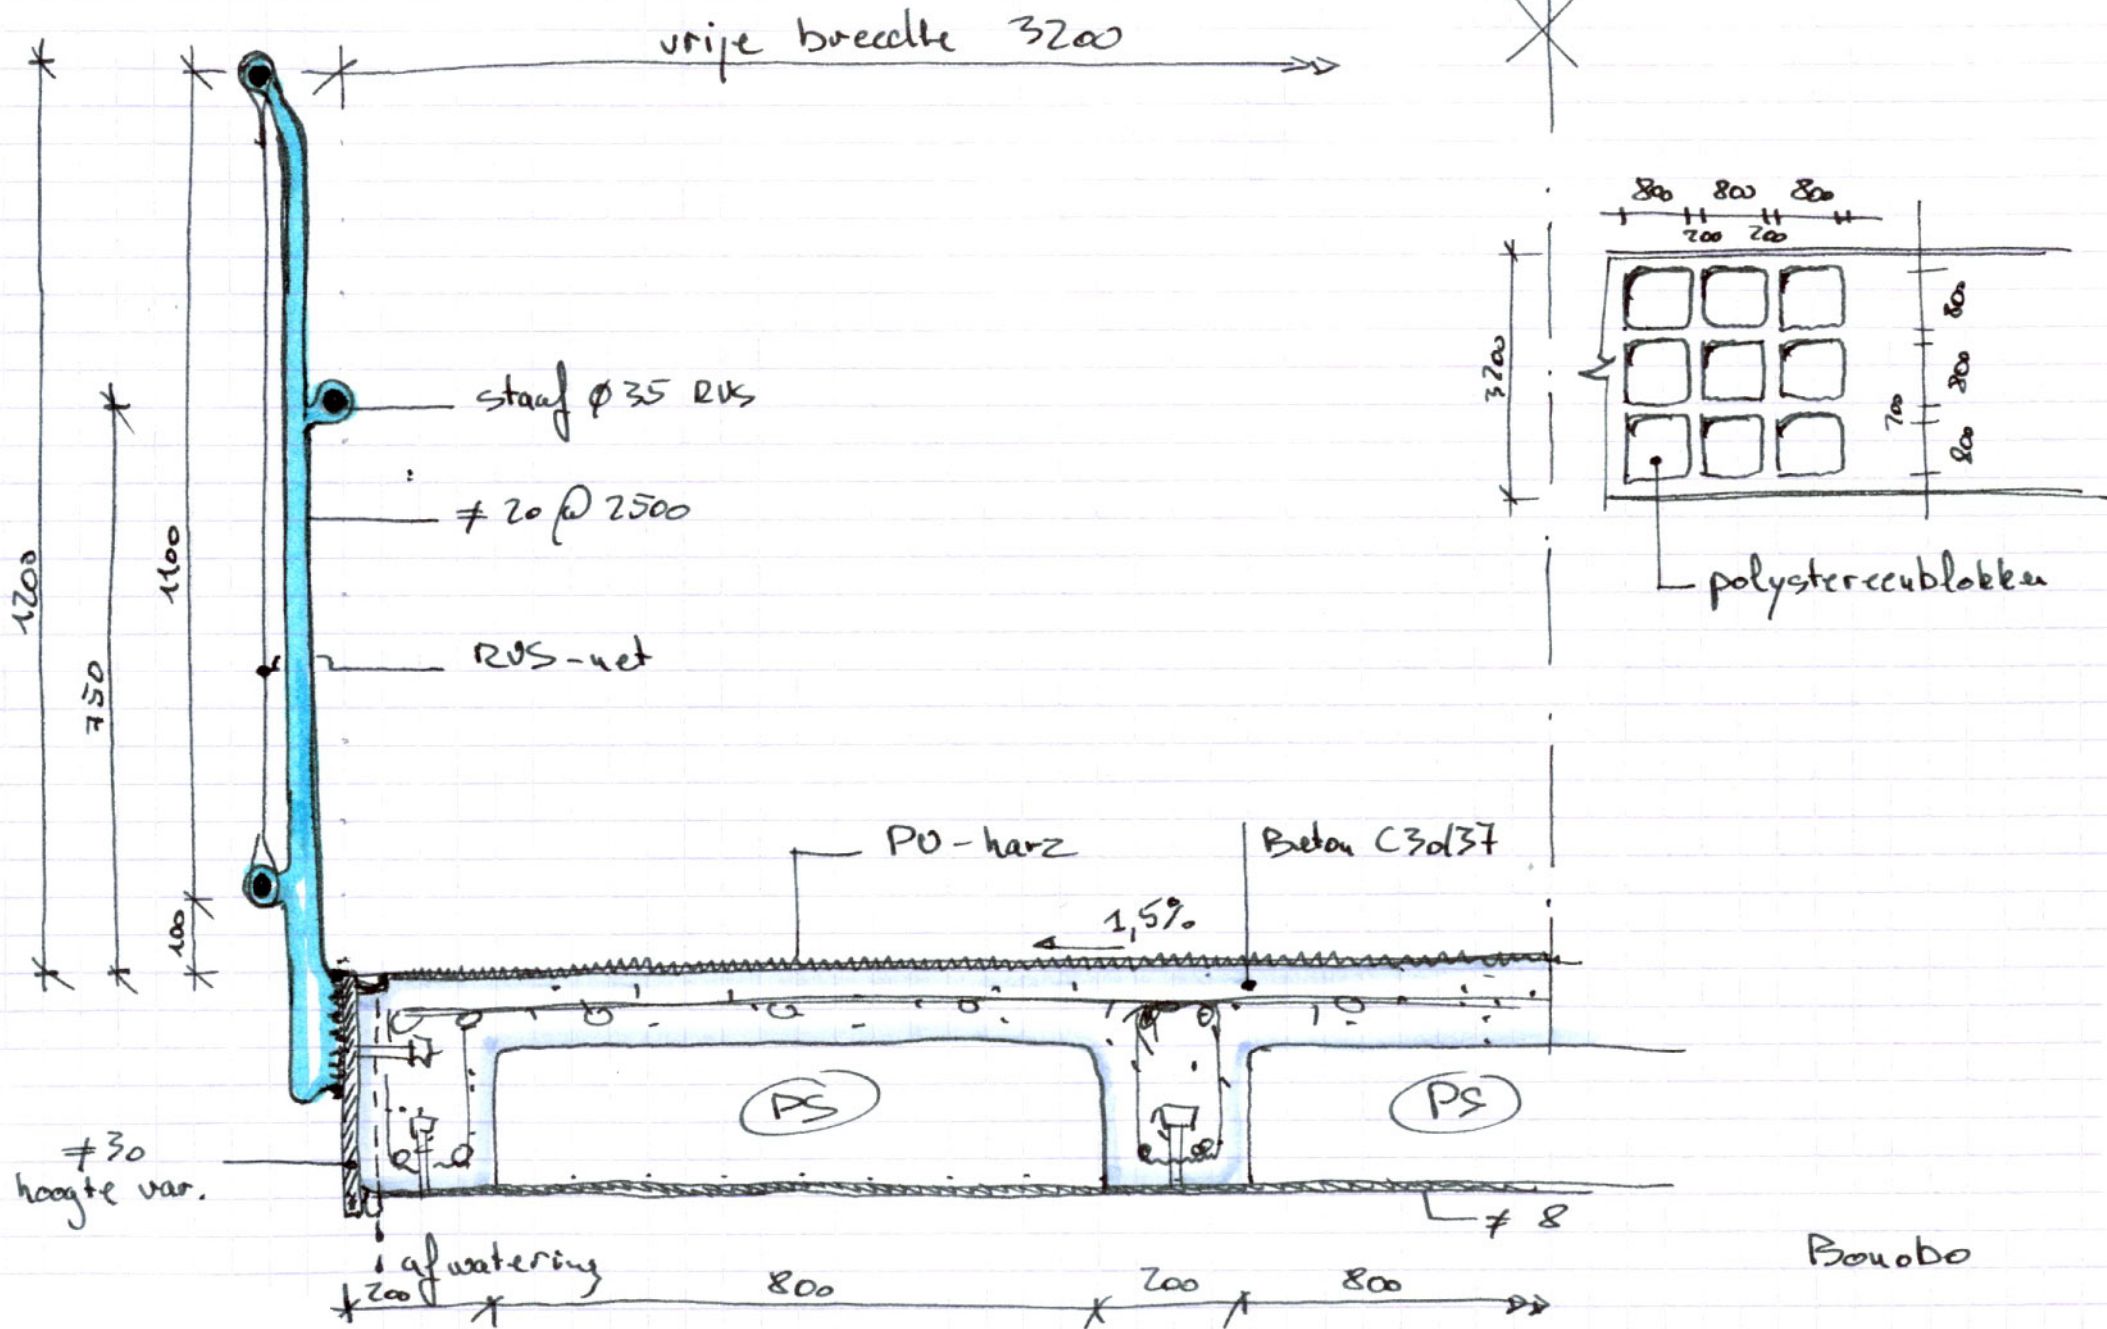 vrije breedte 3200
1200
750
1100
100
staaf ϕ 35 RVS
≠ 20 @ 2500
RVS-net
800 800 800
200 200
3200
800
800
200
800
polystereenblokken
PU-harz
Beton C30/37
1,5%
PS
PS
≠ 30
hoogte var.
≠ 8
afwatering
200 800 200 800
Bonobo